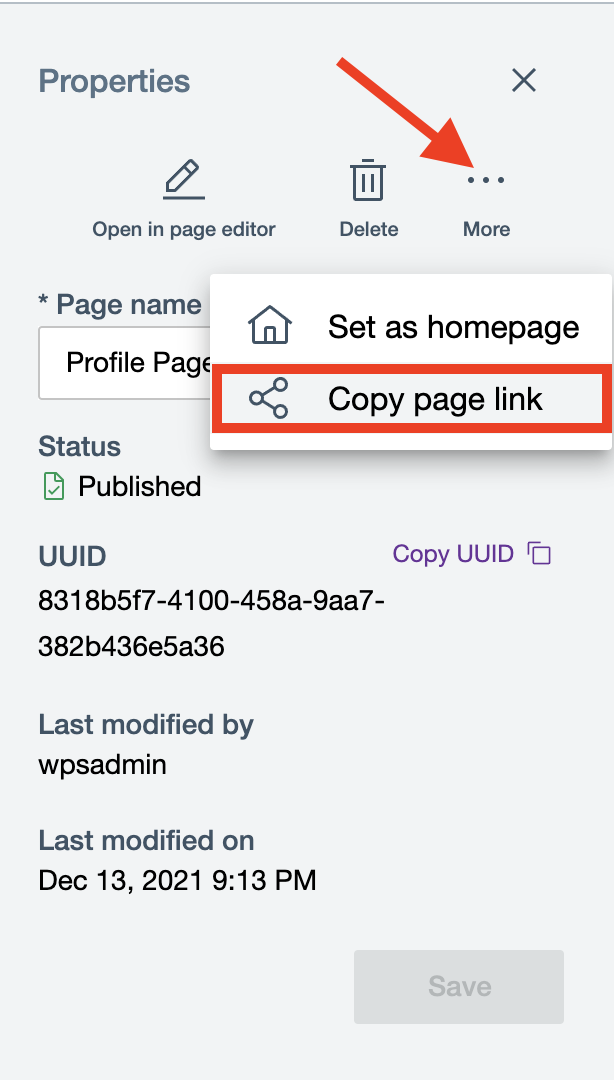 Properties
Open in page editor
Delete
More
* Page name
Set as homepage
Profile Page
Copy page link
Status
Published
UUID
Copy UUID
8318b5f7-4100-458a-9aa7-
382b436e5a36
Last modified by
wpsadmin
Last modified on
Dec 13, 2021 9:13 PM
Save